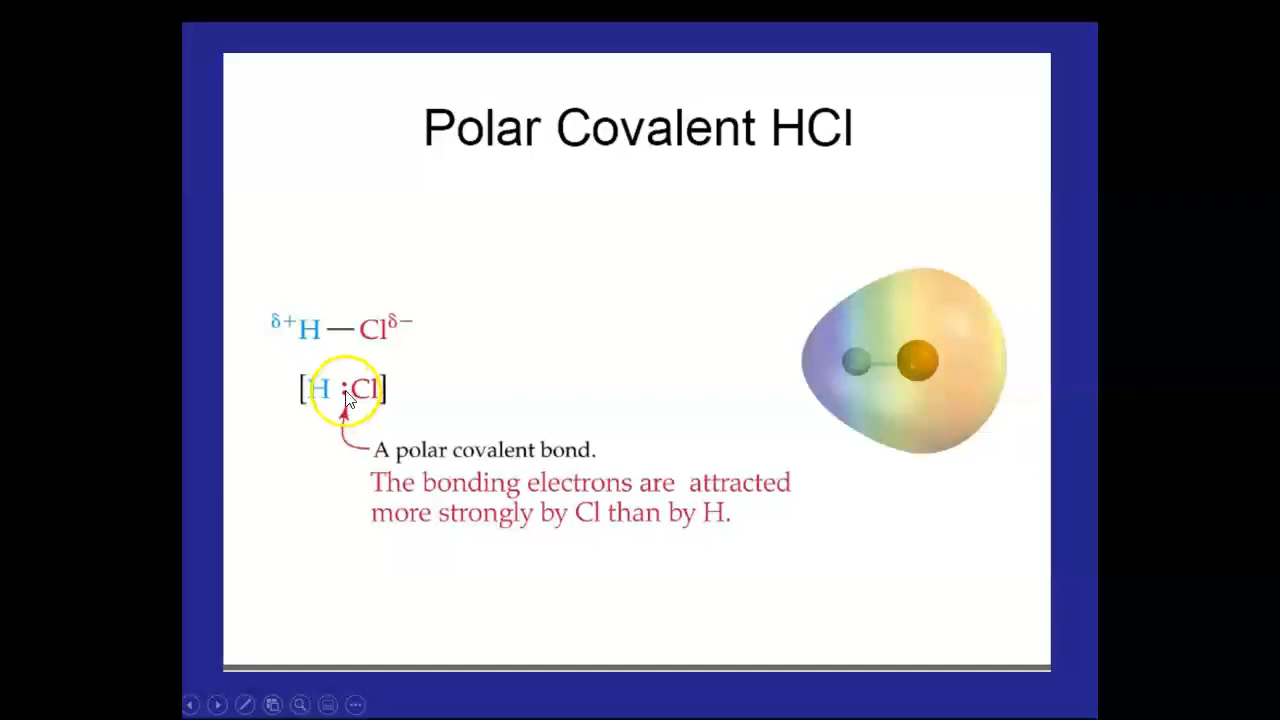 Polar Covalent HCl
δ+H—Clδ−
[H :Cl]
A polar covalent bond.
The bonding electrons are attracted
more strongly by Cl than by H.